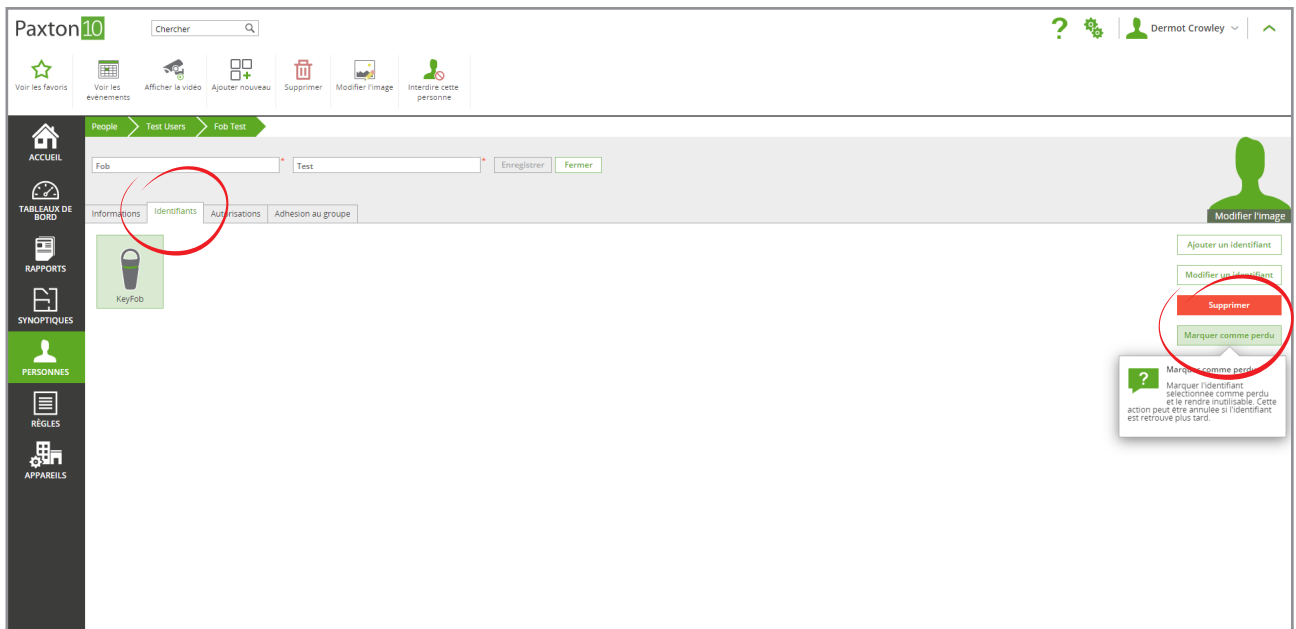 Paxton10
Chercher
Dermot Crowley
Voir les favoris
Voir les
évènements
Afficher la vidéo
Ajouter nouveau
Supprimer
Modifier l'image
Interdire cette
personne
People
Test Users
Fob Test
ACCUEIL
Fob
*
Test
*
Enregistrer
Fermer
TABLEAUX DE
BORD
Informations
Identifiants
Autorisations
Adhésion au groupe
Modifier l'image
RAPPORTS
KeyFob
Ajouter un identifiant
Modifier un identifiant
Supprimer
Marquer comme perdu
SYNOPTIQUES
PERSONNES
Marquer comme perdu
Marquer l'identifiant
sélectionnée comme perdu
et le rendre inutilisable. Cette
action peut être annulée si l'identifiant
est retrouvé plus tard.
RÈGLES
APPAREILS